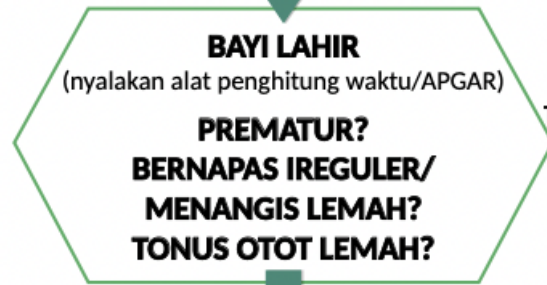 BAYI LAHIR
(nyalakan alat penghitung waktu/APGAR)
PREMATUR?
BERNAPAS IREGULER/
MENANGIS LEMAH?
TONUS OTOT LEMAH?